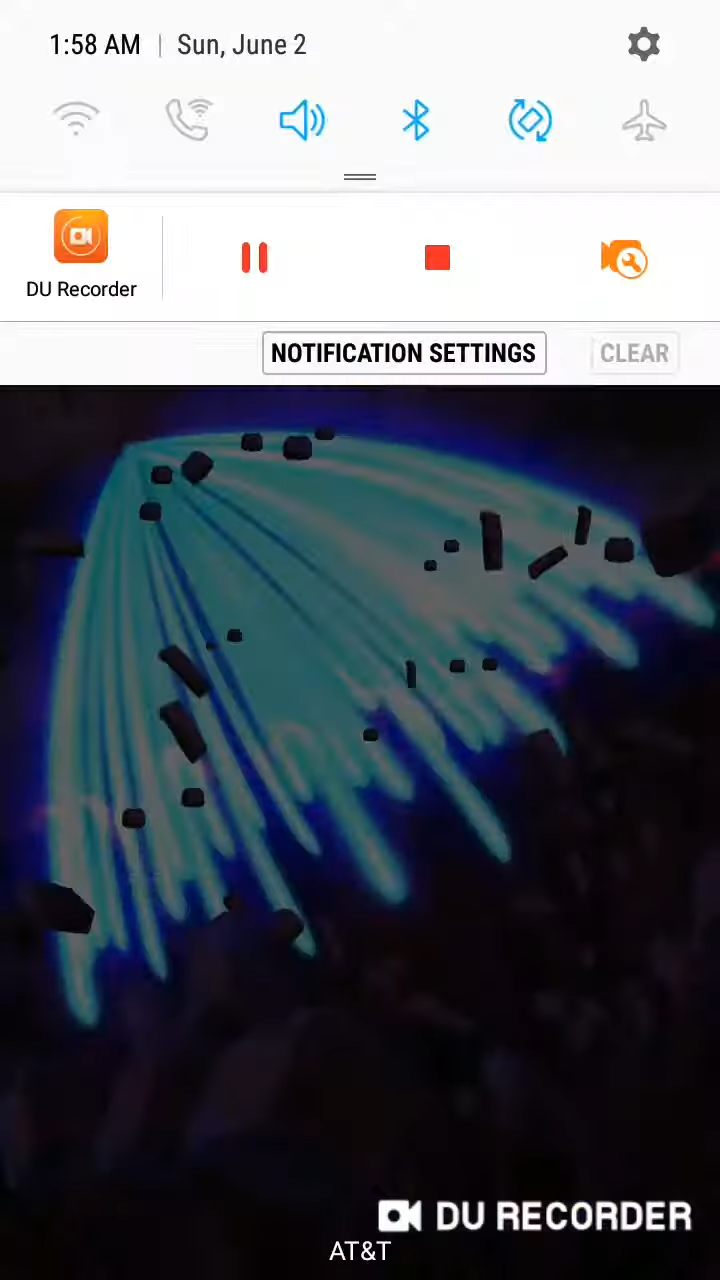 1:58 AM | Sun, June 2
DU Recorder
NOTIFICATION SETTINGS
CLEAR
DU RECORDER
AT&T